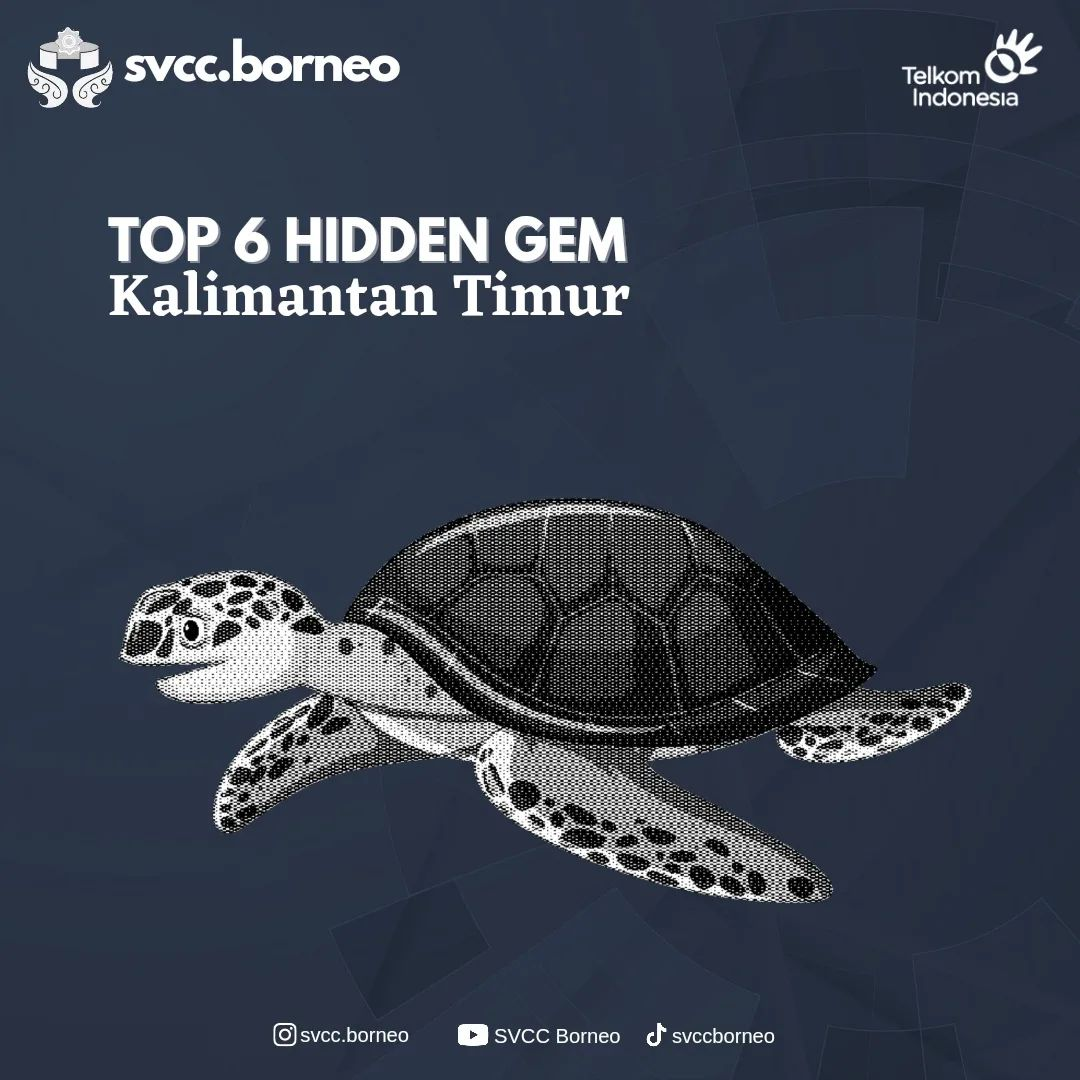 svcc.borneo
Telkom
Indonesia
TOP 6 HIDDEN GEM
Kalimantan Timur
svcc.borneo
SVCC Borneo
svccborneo